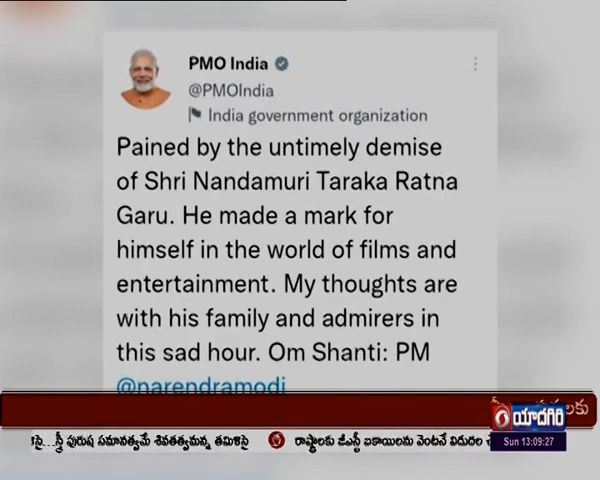 PMO India
@PMOIndia
India government organization
Pained by the untimely demise
of Shri Nandamuri Taraka Ratna
Garu. He made a mark for
himself in the world of films and
entertainment. My thoughts are
with his family and admirers in
this sad hour. Om Shanti: PM
@narendramodi
యాదగిరి
లకు
Sun 13:09:27
స్త్రీ పురుష సమానత్వమే శివతత్వమన్న తమిళిసై
రాష్ట్రాలకు జీఎస్టీ బకాయిలను వెంటనే విడుదల